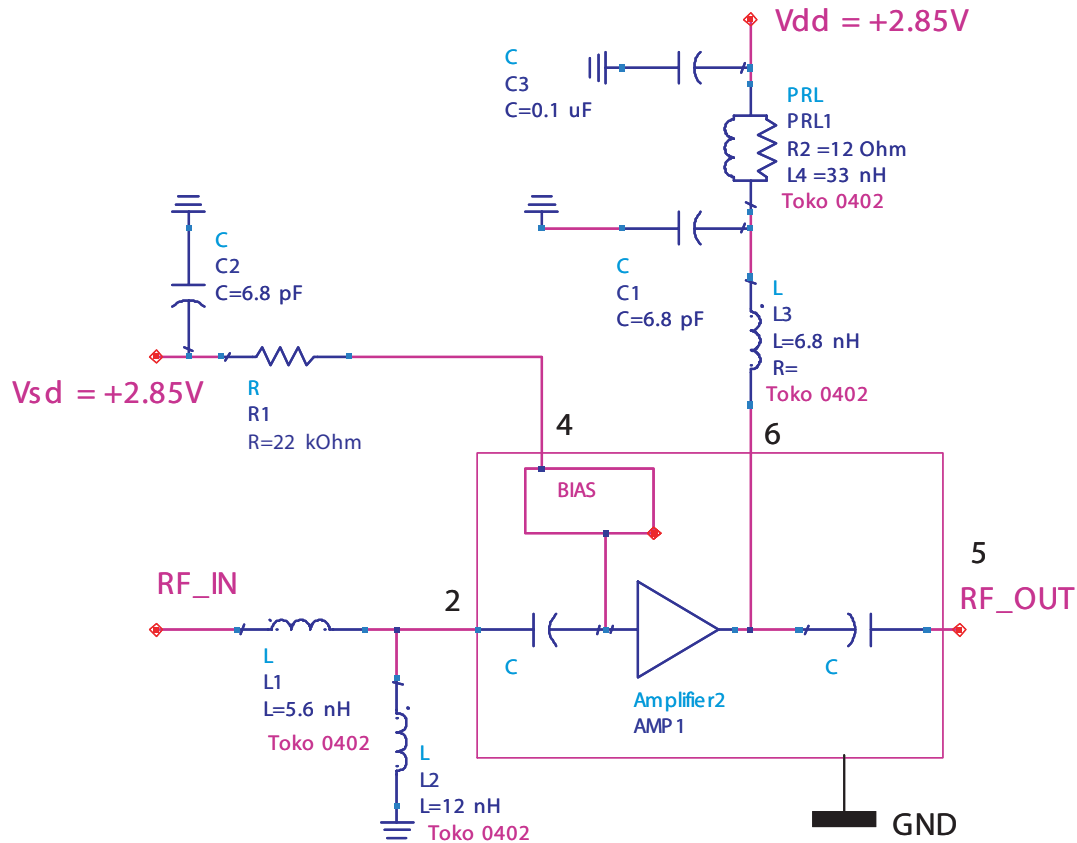 Vdd = +2.85V
C
C3
C=0.1 uF
PRL
PRL1
R2 =12 Ohm
L4 =33 nH
Toko 0402
C
C2
C=6.8 pF
C
C1
C=6.8 pF
L
L3
L=6.8 nH
R=
Toko 0402
Vsd = +2.85V
R
R1
R=22 kOhm
4
6
BIAS
5
RF_IN
2
RF_OUT
L
L1
L=5.6 nH
Toko 0402
C
Amplifier2
AMP1
C
L
L2
L=12 nH
Toko 0402
GND